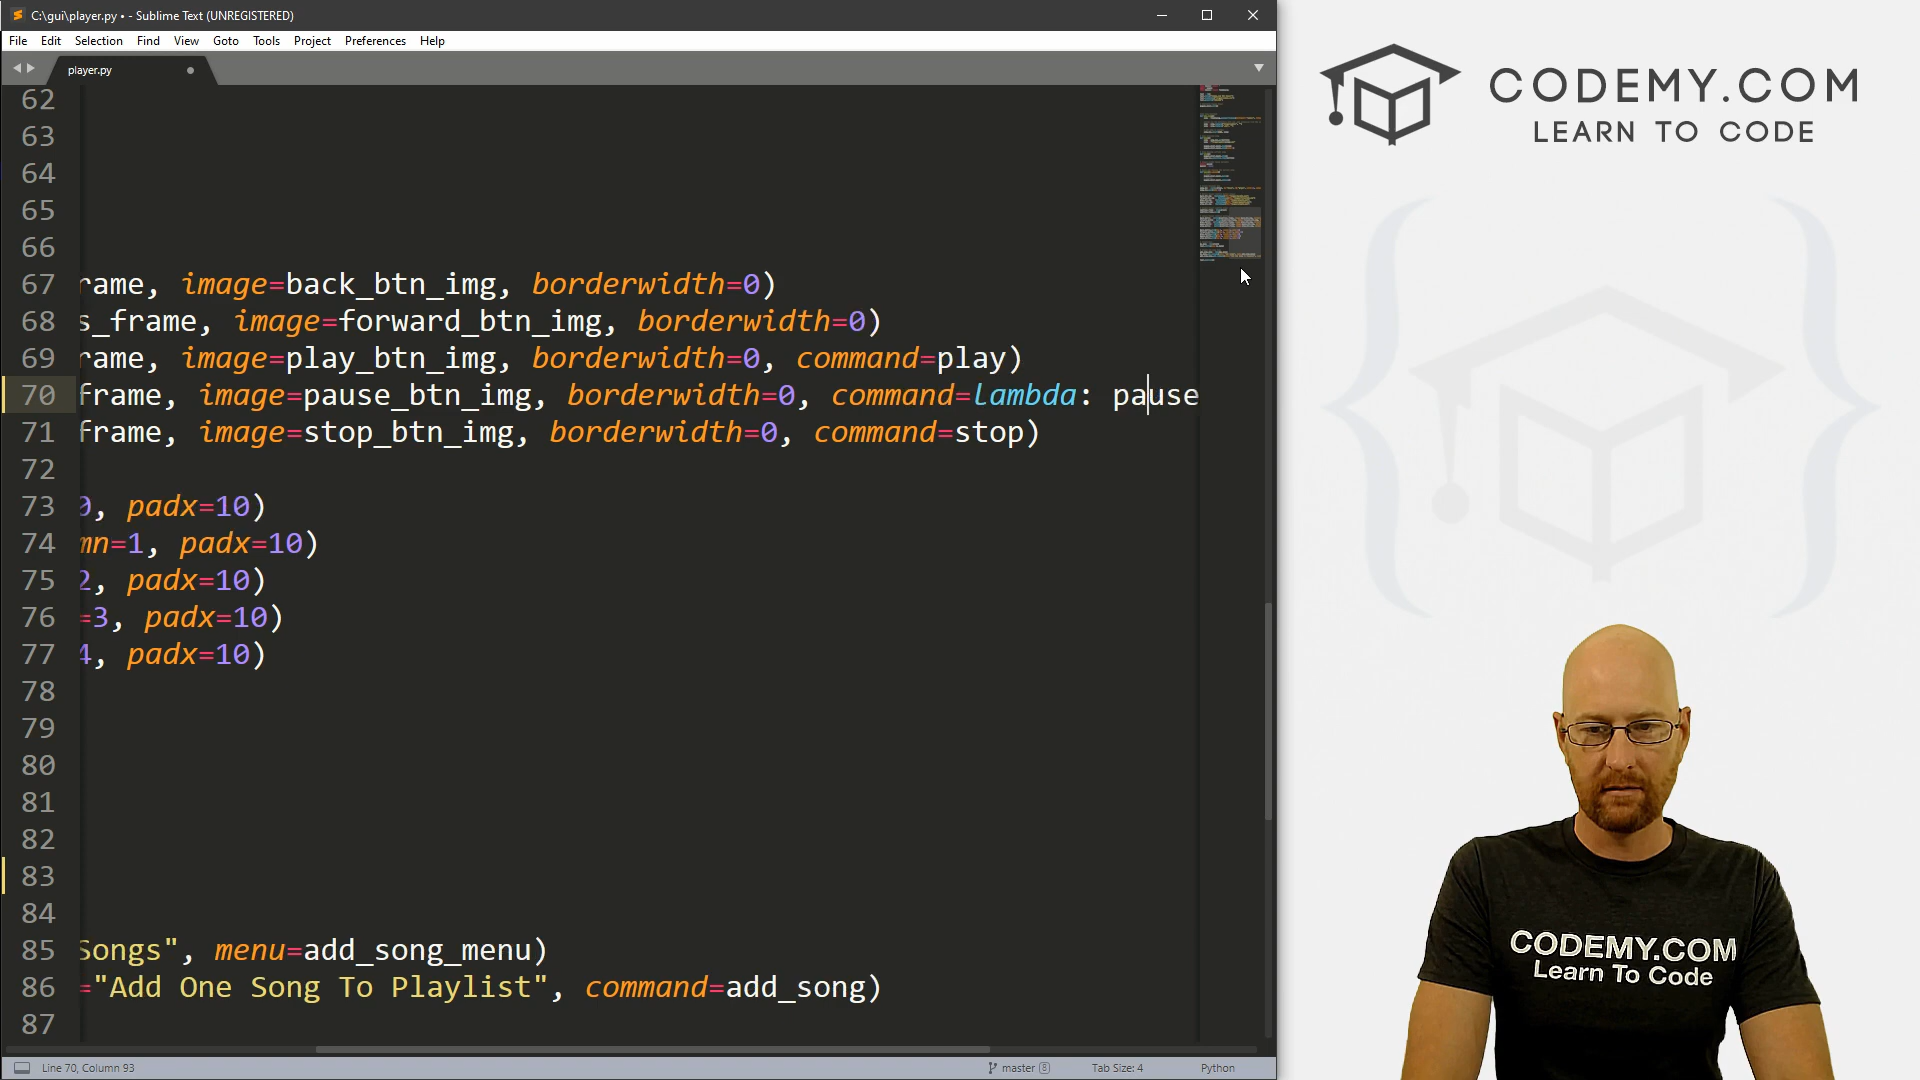 C:\gui\player.py • - Sublime Text (UNREGISTERED)
File Edit Selection Find View Goto Tools Project Preferences Help
player.py
62
63
64
65
66
67 rame, image=back_btn_img, borderwidth=0)
68 s_frame, image=forward_btn_img, borderwidth=0)
69 rame, image=play_btn_img, borderwidth=0, command=play)
70 frame, image=pause_btn_img, borderwidth=0, command=lambda: pause
71 frame, image=stop_btn_img, borderwidth=0, command=stop)
72
73 0, padx=10)
74 mn=1, padx=10)
75 2, padx=10)
76 =3, padx=10)
77 4, padx=10)
78
79
80
81
82
83
84
85 Songs", menu=add_song_menu)
86 ="Add One Song To Playlist", command=add_song)
87
Line 70, Column 93
master 8
Tab Size: 4
Python
CODEMY.COM
LEARN TO CODE
CODEMY.COM
Learn To Code